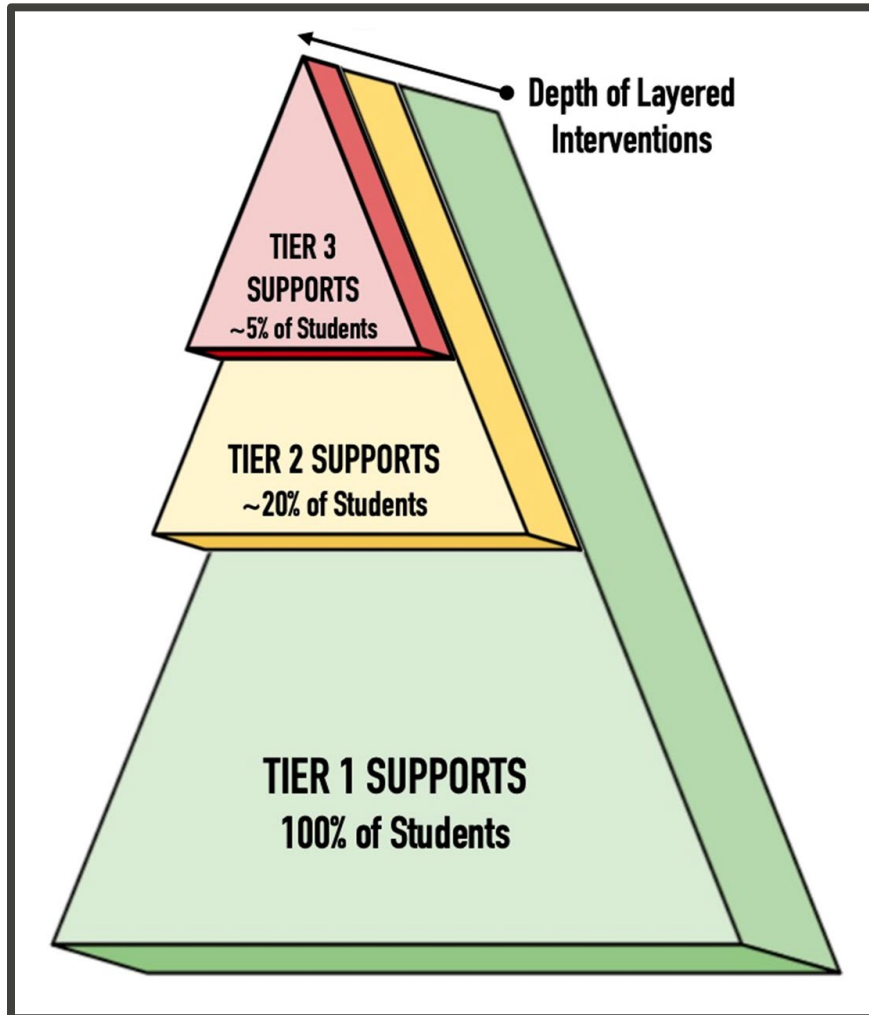 Depth of Layered
Interventions
TIER 3
SUPPORTS
~5% of Students
TIER 2 SUPPORTS
~20% of Students
TIER 1 SUPPORTS
100% of Students